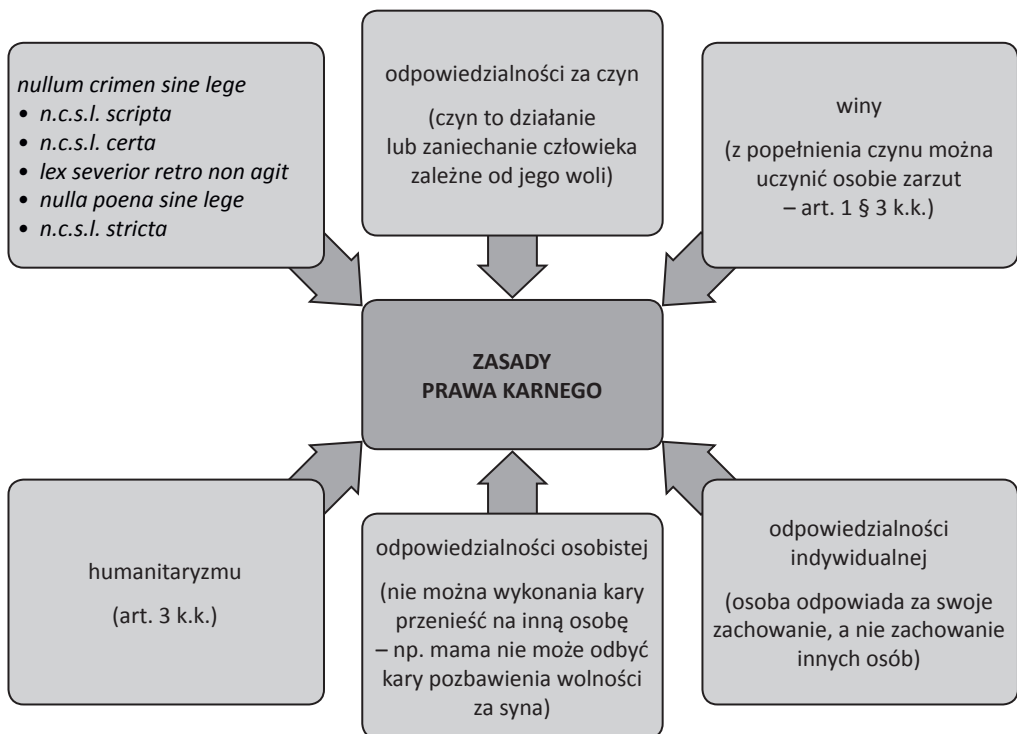 nullum crimen sine lege
• n.c.s.l. scripta
• n.c.s.l. certa
• lex severior retro non agit
• nulla poena sine lege
• n.c.s.l. stricta
odpowiedzialności za czyn
(czyn to działanie
lub zaniechanie człowieka
zależne od jego woli)
winy
(z popełnienia czynu można
uczynić osobie zarzut
– art. 1 § 3 k.k.)
ZASADY
PRAWA KARNEGO
humanitaryzmu
(art. 3 k.k.)
odpowiedzialności osobistej
(nie można wykonania kary
przenieść na inną osobę
– np. mama nie może odbyć
kary pozbawienia wolności
za syna)
odpowiedzialności
indywidualnej
(osoba odpowiada za swoje
zachowanie, a nie zachowanie
innych osób)